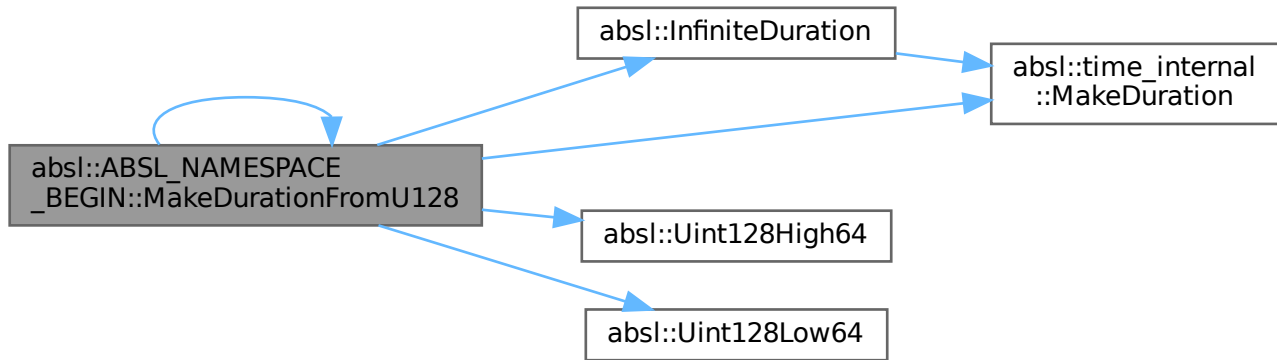 absl::InfiniteDuration
absl::time_internal
::MakeDuration
absl::ABSL_NAMESPACE
_BEGIN::MakeDurationFromU128
absl::Uint128High64
absl::Uint128Low64